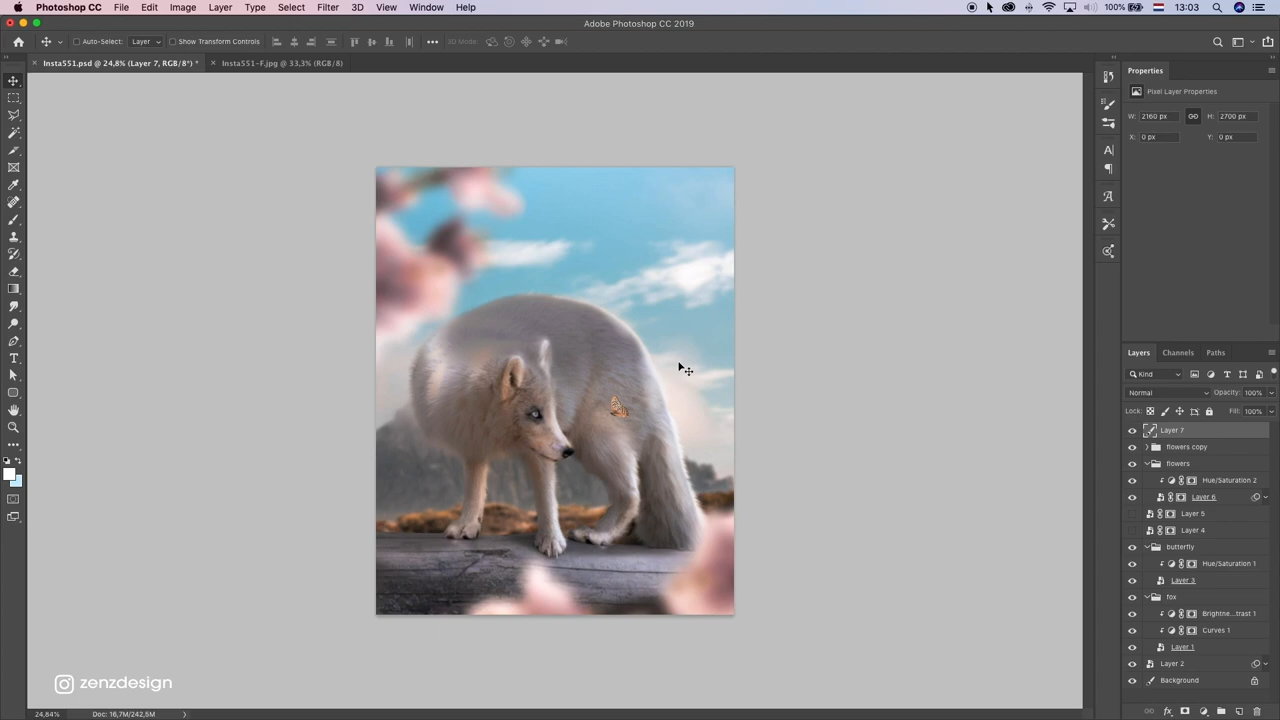 Photoshop CC File Edit Image Layer Type Select Filter 3D View Window Help 100% 13:03
Adobe Photoshop CC 2019
Auto-Select: Layer Show Transform Controls 3D Mode:
Insta551.psd @ 24,8% (Layer 7, RGB/8*) * Insta551-F.jpg @ 33,3% (RGB/8)
Properties
Pixel Layer Properties
W: 2160 px H: 2700 px
X: 0 px Y: 0 px
Layers Channels Paths
Kind
Normal Opacity: 100%
Lock: Fill: 100%
Layer 7
flowers copy
flowers
Hue/Saturation 2
Layer 6
Layer 5
Layer 4
butterfly
Hue/Saturation 1
Layer 3
fox
Brightne...trast 1
Curves 1
Layer 1
Layer 2
Background
zenzdesign
24,84% Doc: 16,7M/242,5M